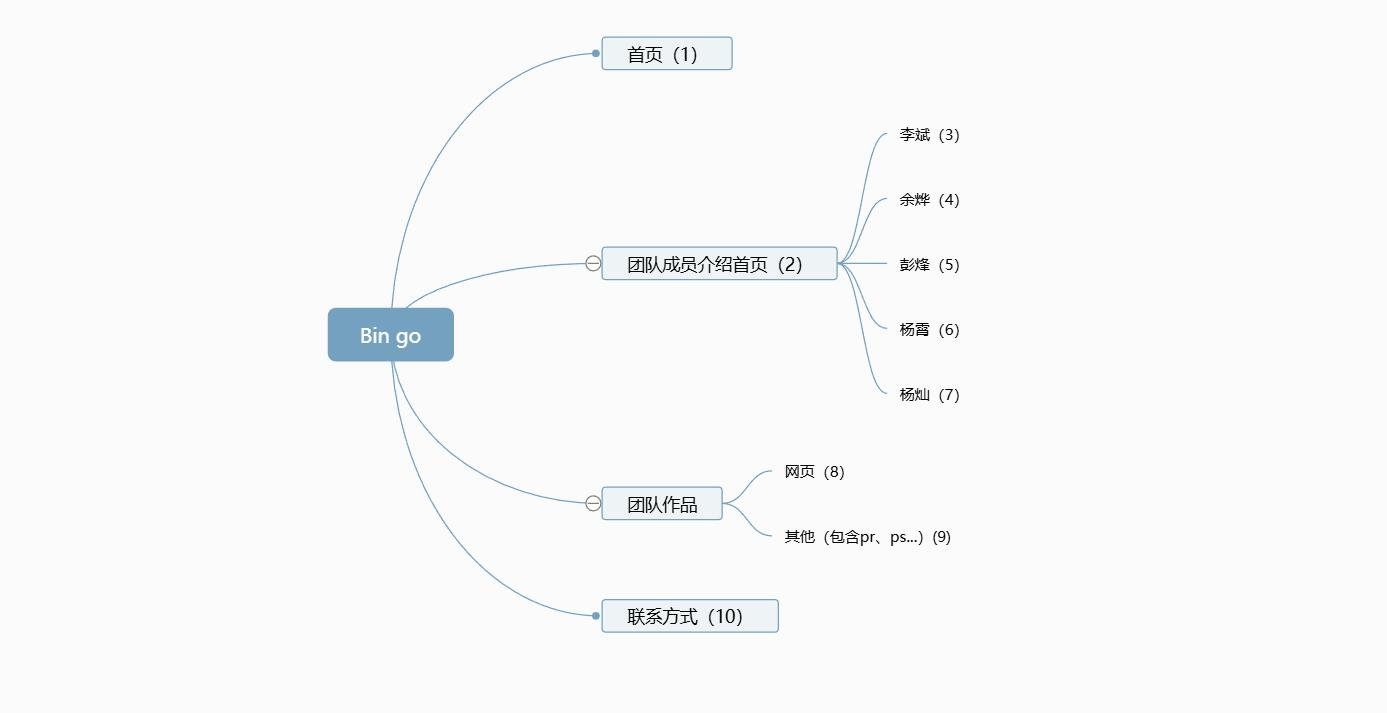 首页（1）
李斌（3）
余烨（4）
团队成员介绍首页（2）
彭烽（5）
杨霄（6）
杨灿（7）
Bin go
网页（8）
团队作品
其他（包含pr、ps...）(9)
联系方式（10）